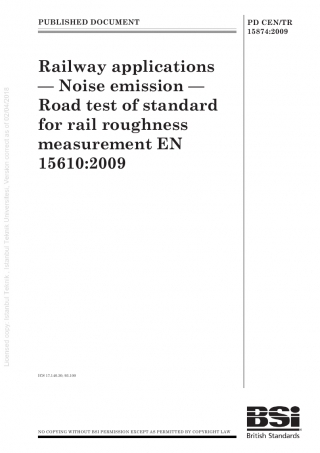 PUBLISHED DOCUMENT
PD CEN/TR
15874:2009
Railway applications
— Noise emission —
Road test of standard
for rail roughness
measurement EN
15610:2009
Licensed copy: Istanbul Teknik Universitesi, Version correct as of 02/04/2018
ICS 17.140.30; 93.100
NO COPYING WITHOUT BSI PERMISSION EXCEPT AS PERMITTED BY COPYRIGHT LAW
BSi
British Standards